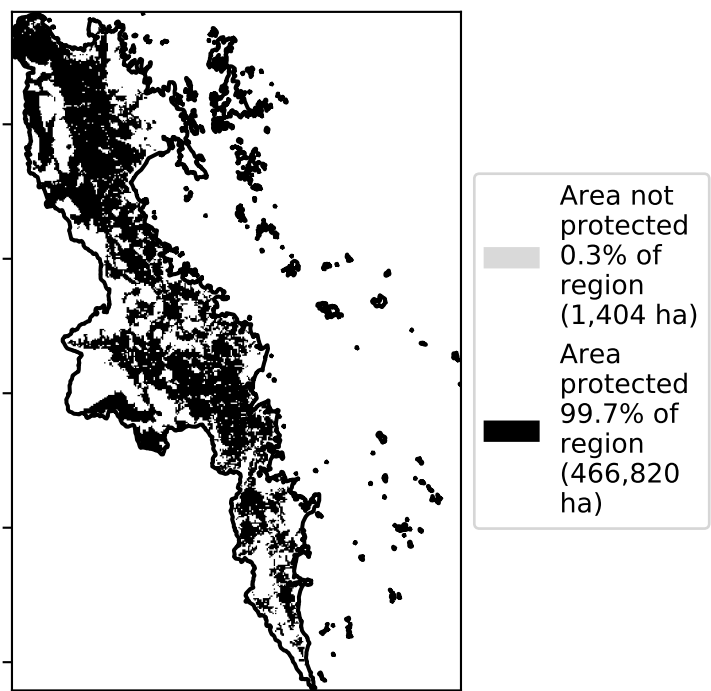 Area not
protected
0.3% of
region
(1,404 ha)
Area
protected
99.7% of
region
(466,820
ha)